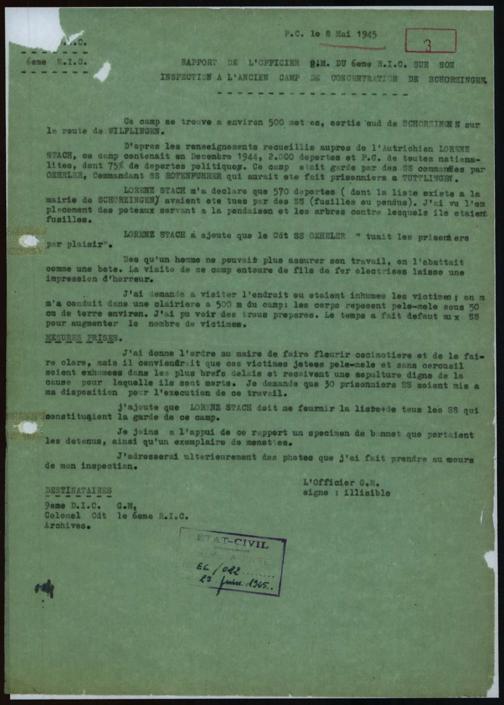 P.C. le 8 Mai 1945
3
6eme R.I.C.
RAPPORT DE L'OFFICIER G.M. DU 6eme R.I.C. SUR SON
INSPECTION A L'ANCIEN CAMP DE CONCENTRATION DE SCHORZINGEN.
Ce camp se trouve a environ 500 metres, sortie sud de SCHORZINGEN sur
la route de WILFLINGEN.
D'apres les renseignements recueillis aupres de l'Autrichien LORENZ
STACH, ce camp contenait en Decembre 1944, 2.000 deportes et P.G. de toutes nationa-
lites, dont 75% de deportes politiques. Ce camp etait garde par des SS commandes par
OEHRLER, Commandant SS ROTENFUHRER qui aurait ete fait prisonniers a TUTTLINGEN.
LORENZ STACH m'a declare que 570 deportes ( dont la liste existe a la
mairie de SCHORZINGEN) avaient ete tues par des SS (fusilles ou pendus). J'ai vu l'em
placement des poteaux servant a la pendaison et les arbres contre lesquels ils etaient
fusilles.
LORENZ STACH a ajoute que le Cdt SS OEHRLER " tuait les prisonniers
par plaisir".
Des qu'un homme ne pouvait plus assurer son travail, on l'abattait
comme une bete. La visite de ce camp entoure de fils de fer electrises laisse une
impression d'horreur.
J'ai demande a visiter l'endroit ou etaient inhumes les victimes; on m
m'a conduit dans une clairiere a 500 m du camp: les corps reposent pele-mele sous 50
cm de terre environ. J'ai pu voir des trous prepares. Le temps a fait defaut aux SS
pour augmenter le nombre de victimes.
MESURES PRISES.
J'ai donne l'ordre au maire de faire fleurir ce cimetiere et de le fai-
re clore, mais il conviendrait que ces victimes jetees pele-mele et sans cercueil
soient exhumees dans les plus brefs delais et recoivent une sepulture digne de la
cause pour laquelle ils sont morts. Je demande que 30 prisonniers SS soient mis a
ma disposition pour l'execution de ce travail.
j'ajoute que LORENZ STACH doit me fournir la liste de tous les SS qui
constituaient la garde de ce camp.
Je joins a l'appui de ce rapport un specimen de bonnet que portaient
les detenus, ainsi qu'un exemplaire de menottes.
J'adresserai ulterieurement des photos que j'ai fait prendre au cours
de mon inspection.
L'Officier G.M.
signe : illisible
DESTINATAIRES
9eme D.I.C. G.M.
Colonel Cdt le 6eme R.I.C.
Archives.
ETAT-CIVIL
EC/022
23 juin 1965.